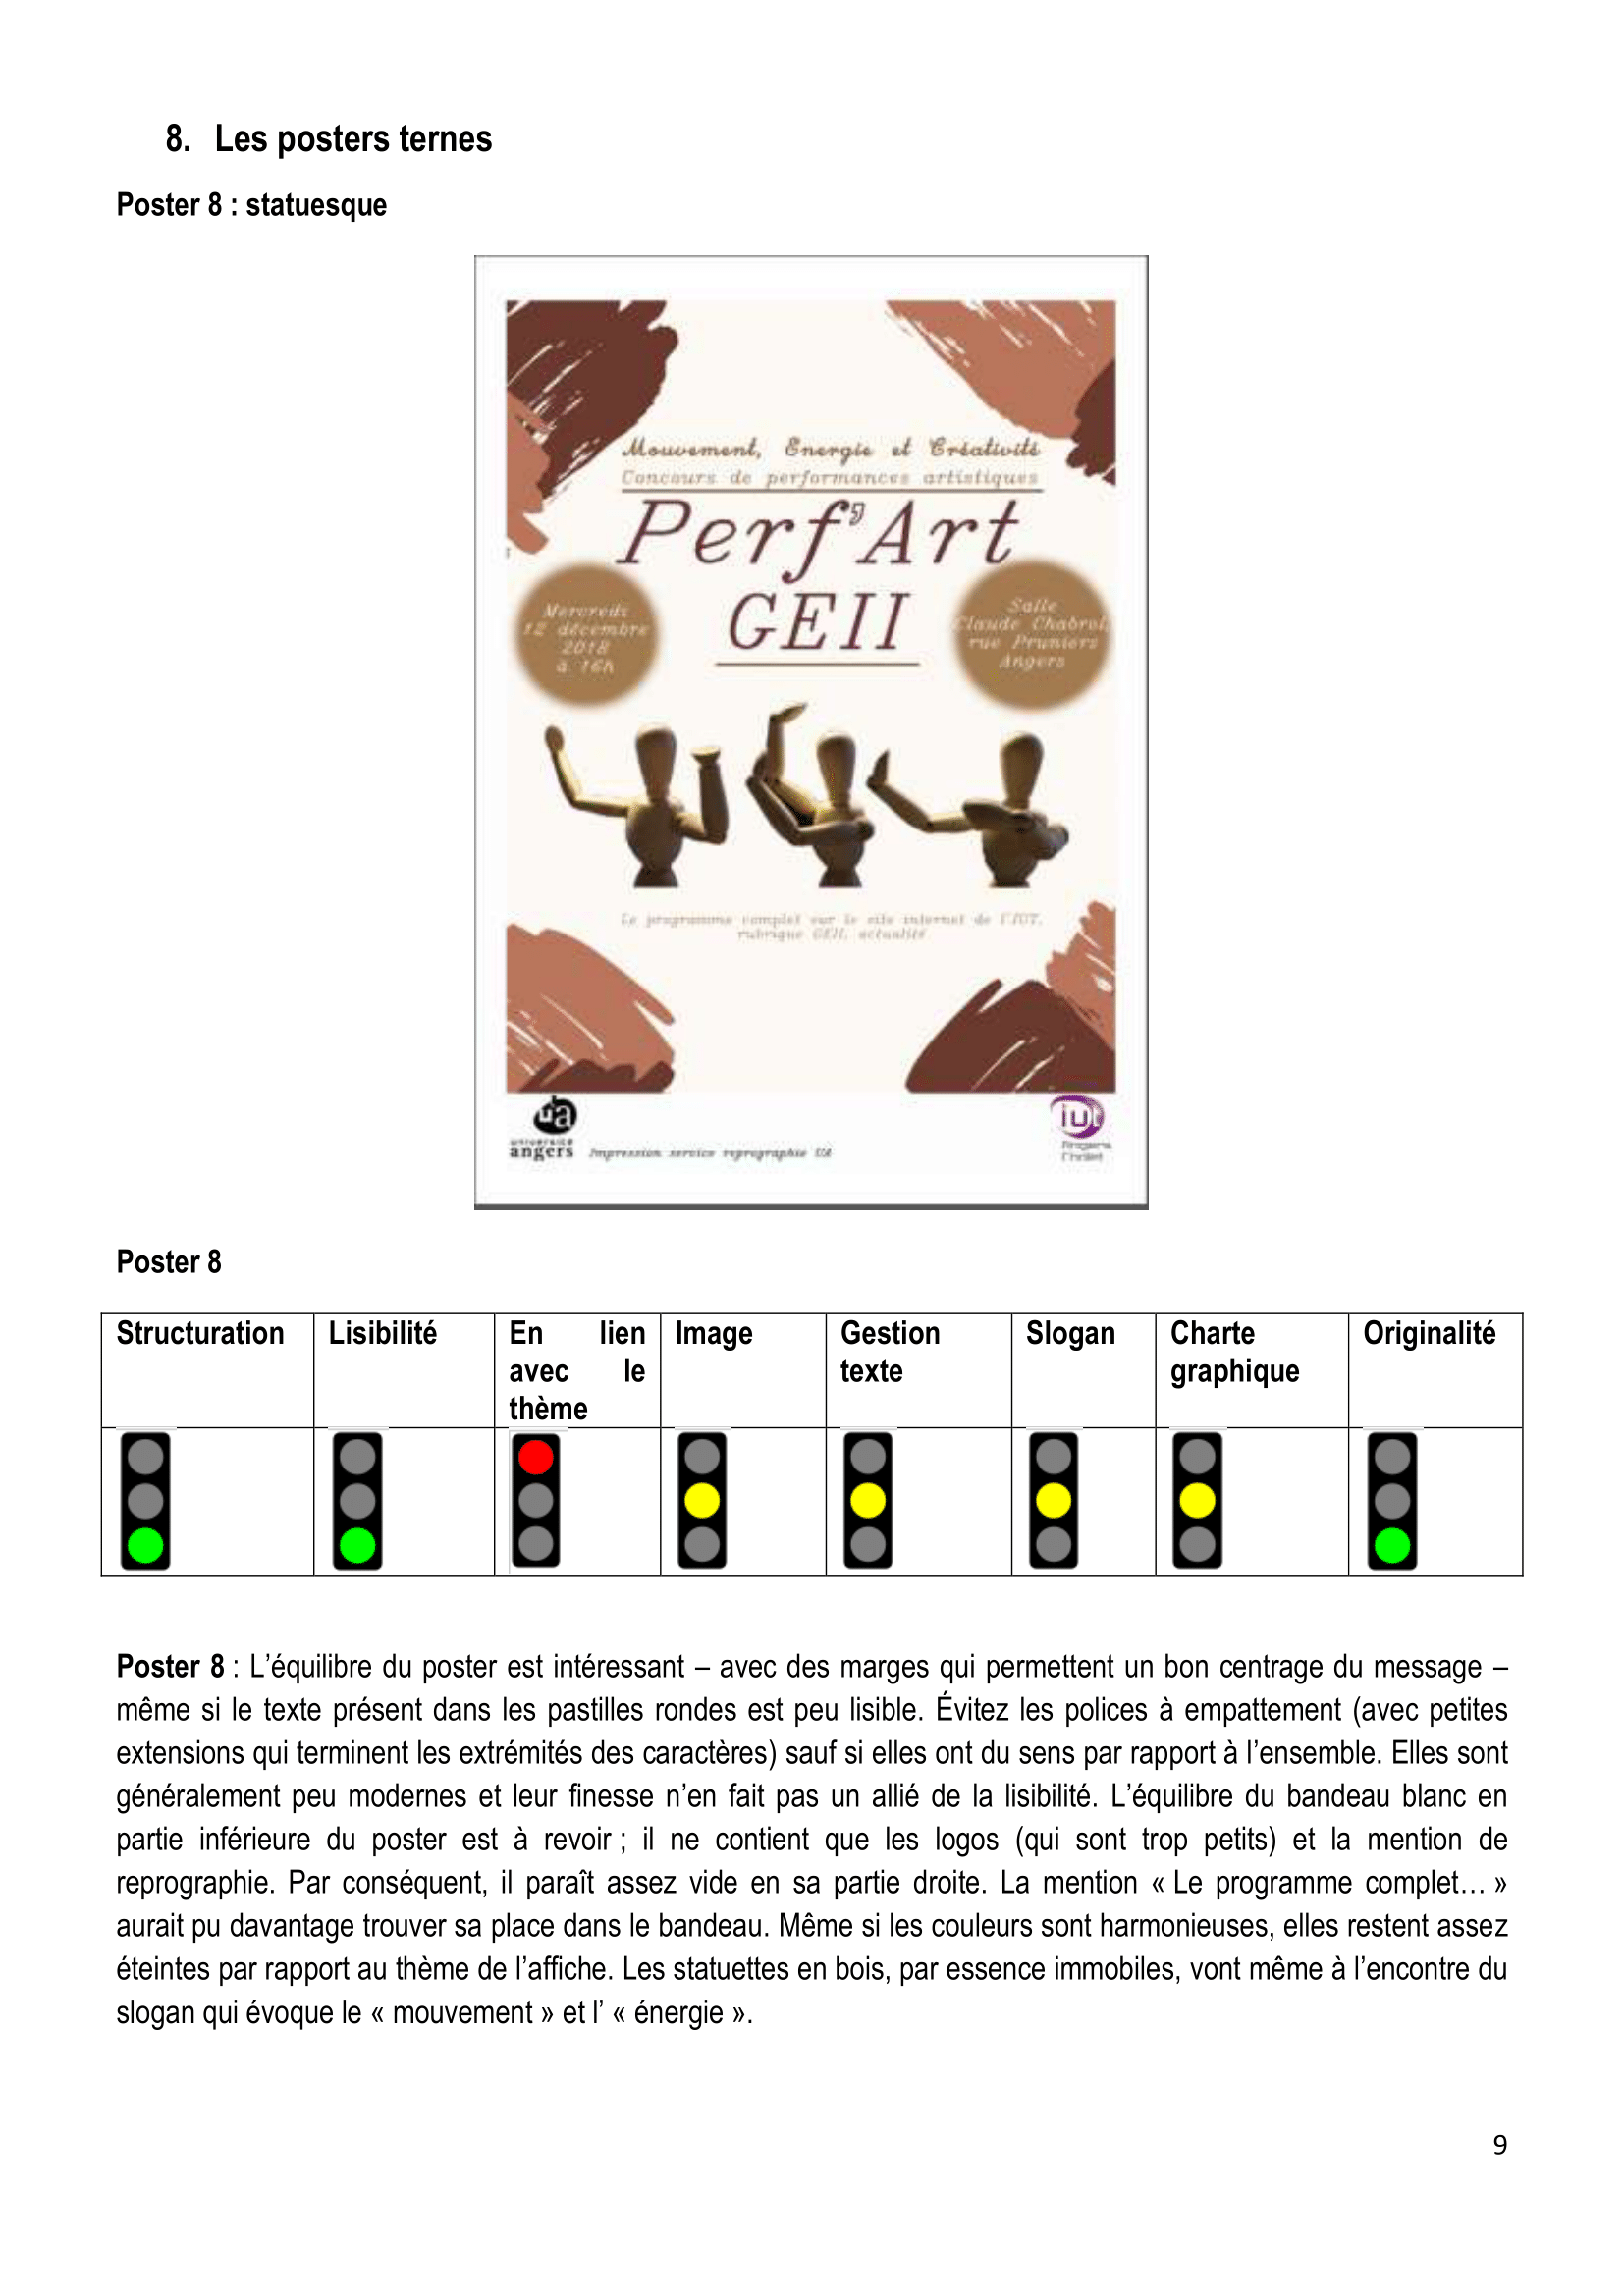 8. Les posters ternes
Poster 8 : statuesque
Mouvement, Energie et Créativité
Concours de performances artistiques
Perf'Art
GEII
Mercredi
12 décembre
2018
à 16h
Salle
Claude Chabrol,
rue Pruniers
Angers
Le programme complet sur le site internet de l'IUT,
rubrique GEII, actualité
ua
université
angers
Impression service reprographie UA
iut
Angers
Cholet
Poster 8
Structuration
Lisibilité
En lien
avec le
thème
Image
Gestion
texte
Slogan
Charte
graphique
Originalité
Poster 8 : L’équilibre du poster est intéressant – avec des marges qui permettent un bon centrage du message –
même si le texte présent dans les pastilles rondes est peu lisible. Évitez les polices à empattement (avec petites
extensions qui terminent les extrémités des caractères) sauf si elles ont du sens par rapport à l’ensemble. Elles sont
généralement peu modernes et leur finesse n’en fait pas un allié de la lisibilité. L’équilibre du bandeau blanc en
partie inférieure du poster est à revoir ; il ne contient que les logos (qui sont trop petits) et la mention de
reprographie. Par conséquent, il paraît assez vide en sa partie droite. La mention « Le programme complet… »
aurait pu davantage trouver sa place dans le bandeau. Même si les couleurs sont harmonieuses, elles restent assez
éteintes par rapport au thème de l’affiche. Les statuettes en bois, par essence immobiles, vont même à l’encontre du
slogan qui évoque le « mouvement » et l’ « énergie ».
9